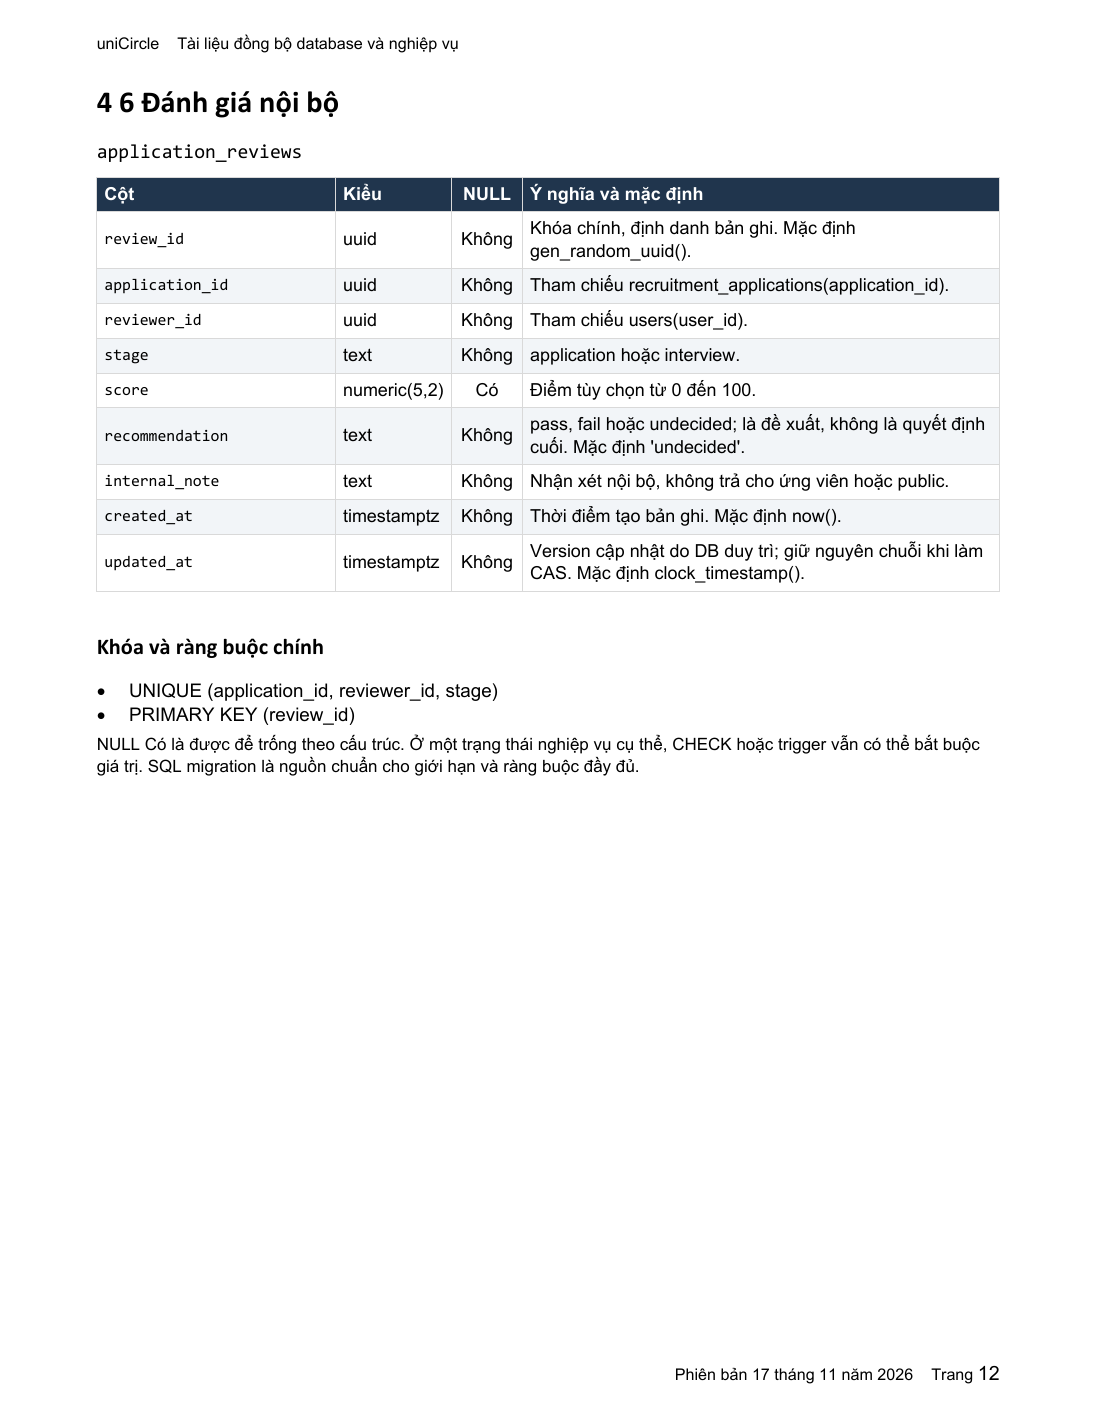 uniCircle Tài liệu đồng bộ database và nghiệp vụ
4 6 Đánh giá nội bộ
application_reviews
Cột Kiểu NULL Ý nghĩa và mặc định
review_id uuid Không Khóa chính, định danh bản ghi. Mặc định
gen_random_uuid().
application_id uuid Không Tham chiếu recruitment_applications(application_id).
reviewer_id uuid Không Tham chiếu users(user_id).
stage text Không application hoặc interview.
score numeric(5,2) Có Điểm tùy chọn từ 0 đến 100.
recommendation text Không pass, fail hoặc undecided; là đề xuất, không là quyết định
cuối. Mặc định 'undecided'.
internal_note text Không Nhận xét nội bộ, không trả cho ứng viên hoặc public.
created_at timestamptz Không Thời điểm tạo bản ghi. Mặc định now().
updated_at timestamptz Không Version cập nhật do DB duy trì; giữ nguyên chuỗi khi làm
CAS. Mặc định clock_timestamp().
Khóa và ràng buộc chính
• UNIQUE (application_id, reviewer_id, stage)
• PRIMARY KEY (review_id)
NULL Có là được để trống theo cấu trúc. Ở một trạng thái nghiệp vụ cụ thể, CHECK hoặc trigger vẫn có thể bắt buộc
giá trị. SQL migration là nguồn chuẩn cho giới hạn và ràng buộc đầy đủ.
Phiên bản 17 tháng 11 năm 2026 Trang 12